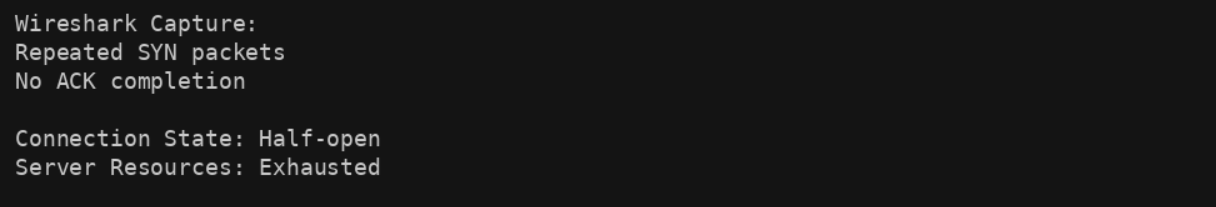 Wireshark Capture:
Repeated SYN packets
No ACK completion
Connection State: Half-open
Server Resources: Exhausted